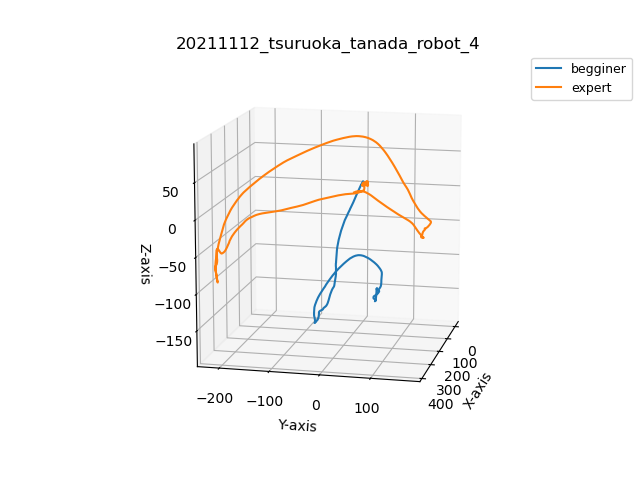 20211112_tsuruoka_tanada_robot_4
begginer
expert
50
0
−50
−100
−150
Z-axis
−200
−100
0
100
Y-axis
0
100
200
300
400
X-axis